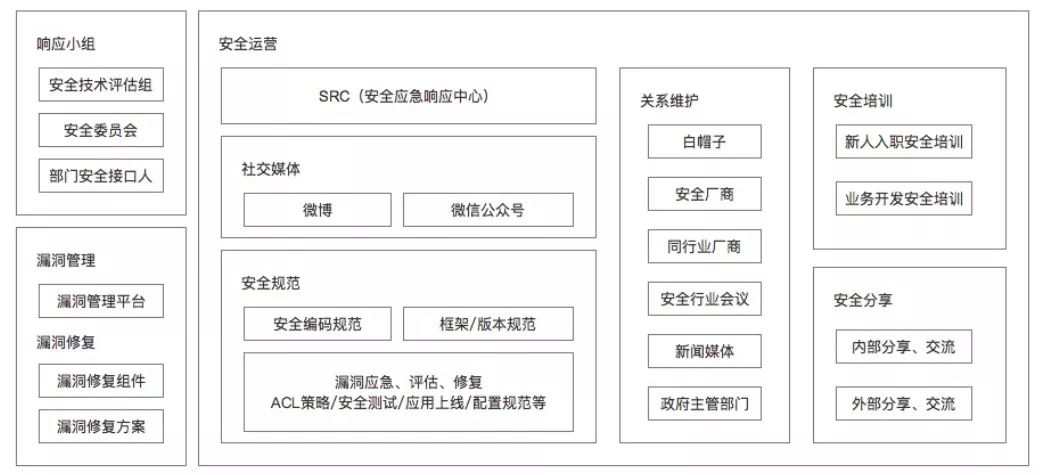 响应小组
安全技术评估组
安全委员会
部门安全接口人
漏洞管理
漏洞管理平台
漏洞修复
漏洞修复组件
漏洞修复方案
安全运营
SRC（安全应急响应中心）
社交媒体
微博
微信公众号
安全规范
安全编码规范
框架/版本规范
漏洞应急、评估、修复
ACL策略/安全测试/应用上线/配置规范等
关系维护
白帽子
安全厂商
同行业厂商
安全行业会议
新闻媒体
政府主管部门
安全培训
新人入职安全培训
业务开发安全培训
安全分享
内部分享、交流
外部分享、交流